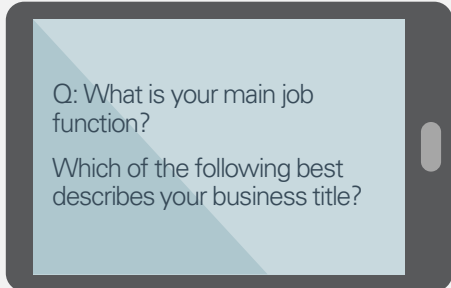 Q: What is your main job
function?
Which of the following best
describes your business title?